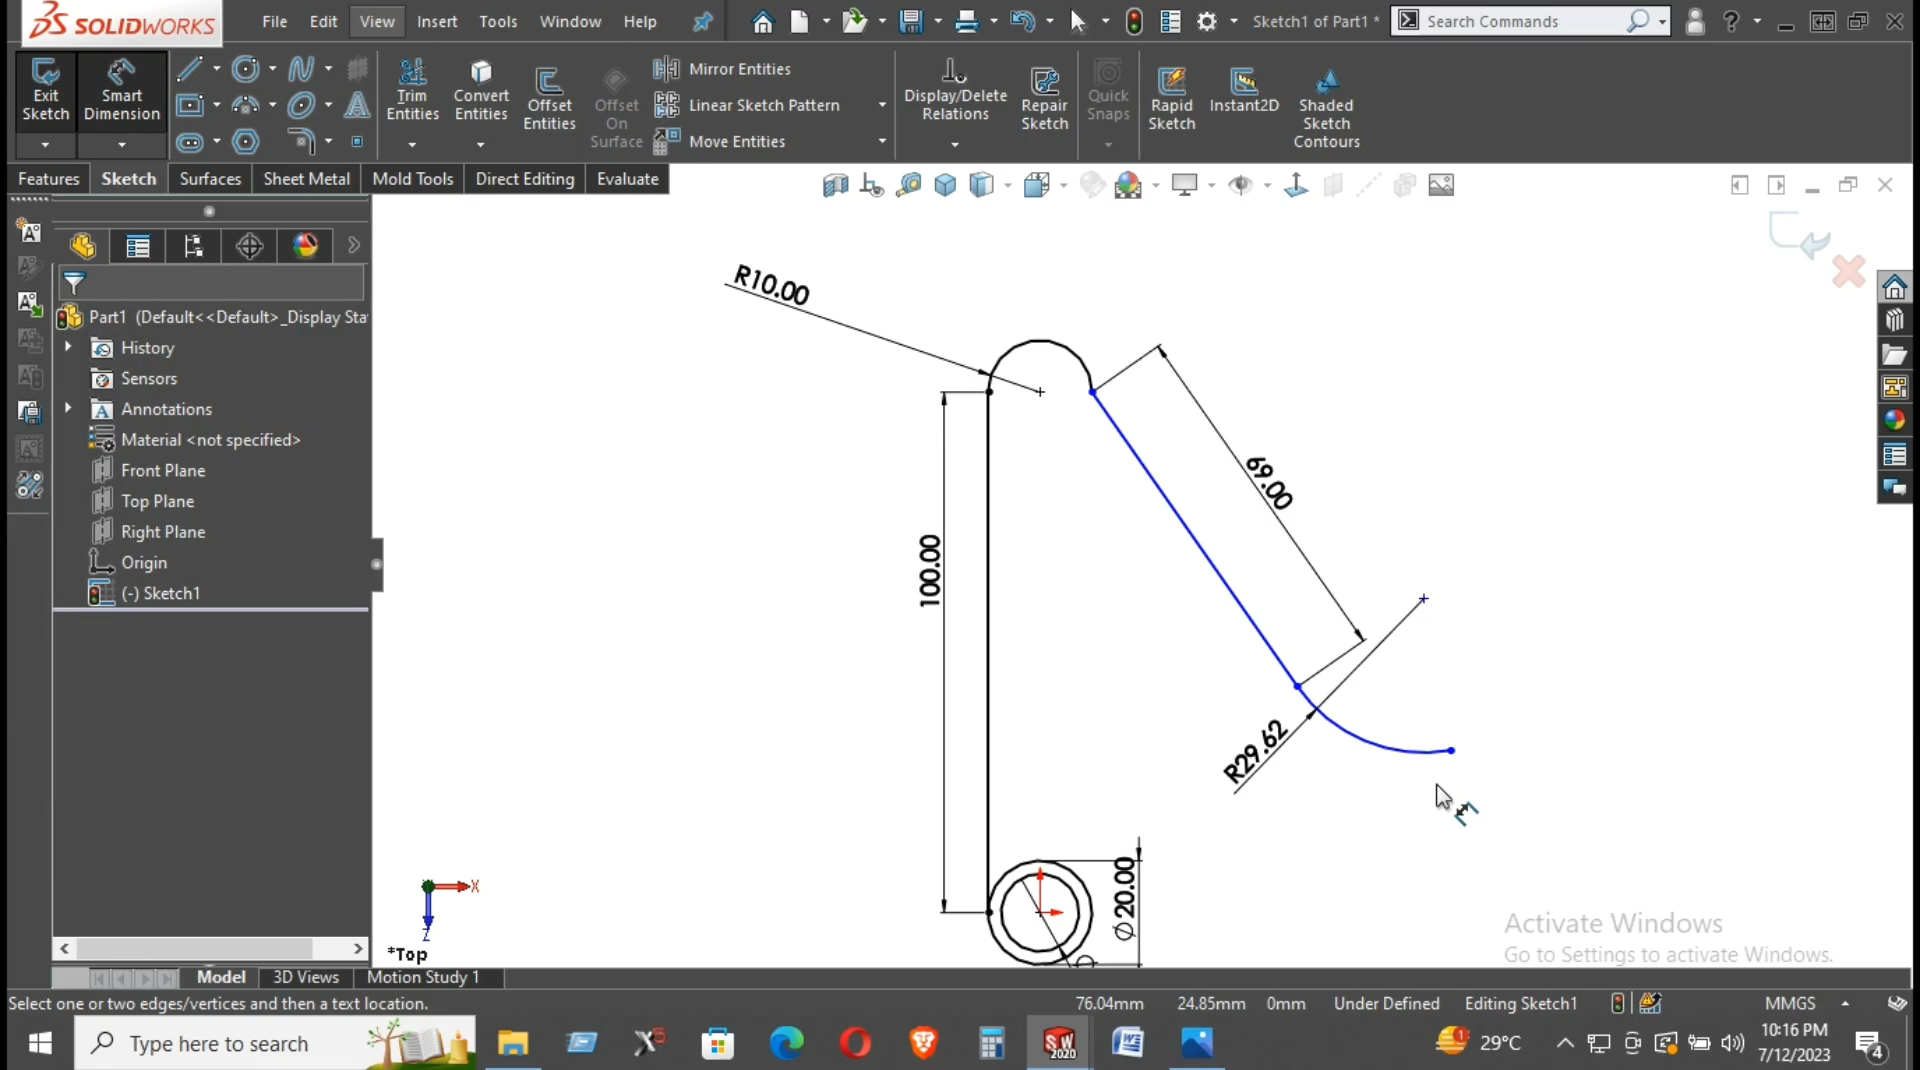 SOLIDWORKS
File Edit View Insert Tools Window Help
Sketch1 of Part1 *
Search Commands
Exit Sketch
Smart Dimension
Trim Entities
Convert Entities
Offset Entities
Offset On Surface
Mirror Entities
Linear Sketch Pattern
Move Entities
Display/Delete Relations
Repair Sketch
Quick Snaps
Rapid Sketch
Instant2D
Shaded Sketch Contours
Features Sketch Surfaces Sheet Metal Mold Tools Direct Editing Evaluate
Part1 (Default<<Default>_Display Sta
History
Sensors
Annotations
Material <not specified>
Front Plane
Top Plane
Right Plane
Origin
(-) Sketch1
R10.00
69.00
100.00
R29.62
Ø20.00
X
Z
*Top
Activate Windows
Go to Settings to activate Windows.
Model 3D Views Motion Study 1
Select one or two edges/vertices and then a text location.
76.04mm 24.85mm 0mm Under Defined Editing Sketch1 MMGS
Type here to search
SW 2020
1
29°C
10:16 PM
7/12/2023
4